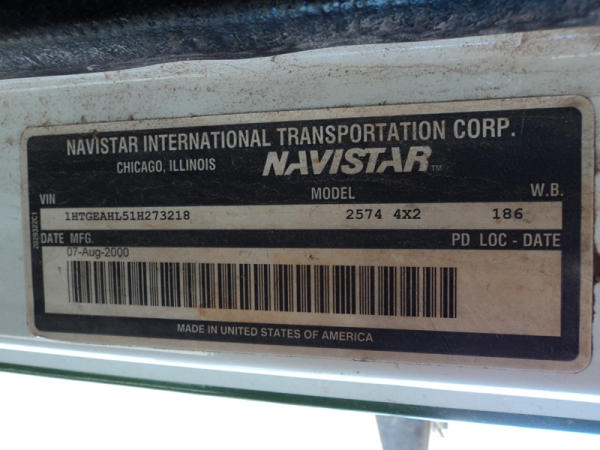 NAVISTAR INTERNATIONAL TRANSPORTATION CORP.
CHICAGO, ILLINOIS NAVISTAR TM
VIN MODEL W.B.
1HTGEAHL51H273218 2574 4X2 186
DATE MFG. PD LOC - DATE
07-Aug-2000
MADE IN UNITED STATES OF AMERICA